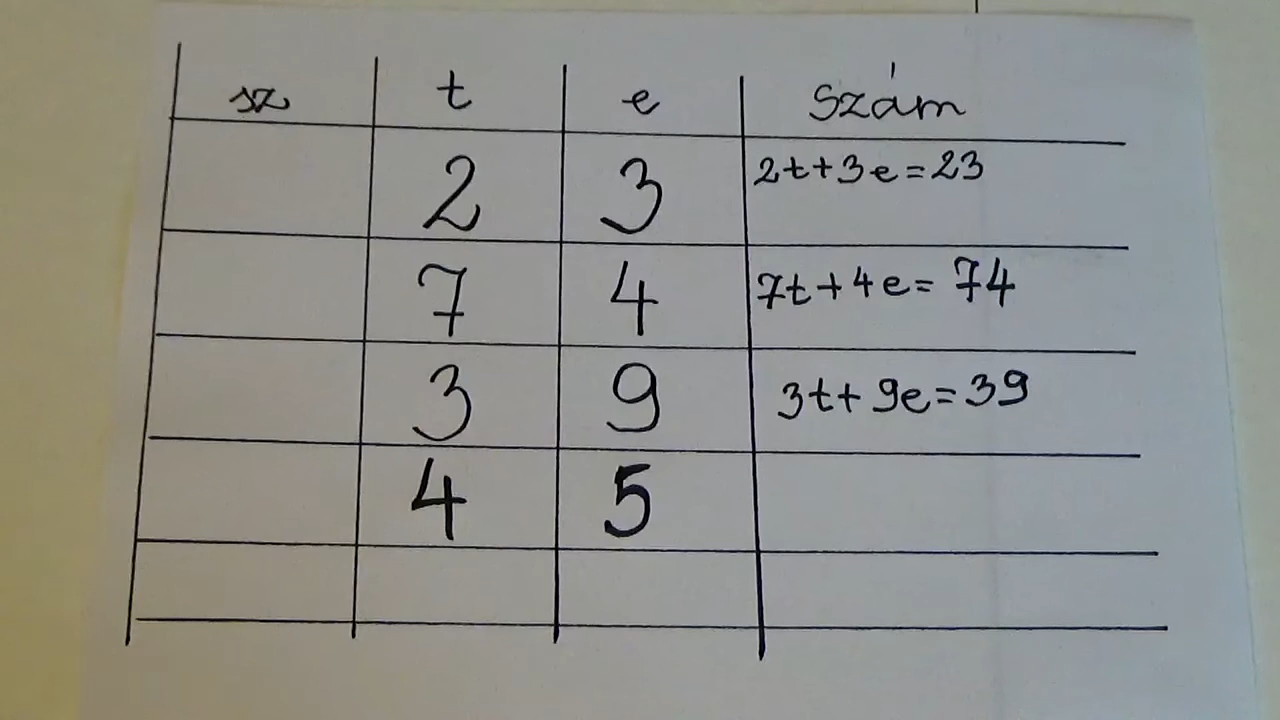 sz t e Szám
2 3 2t+3e=23
7 4 7t+4e=74
3 9 3t+9e=39
4 5